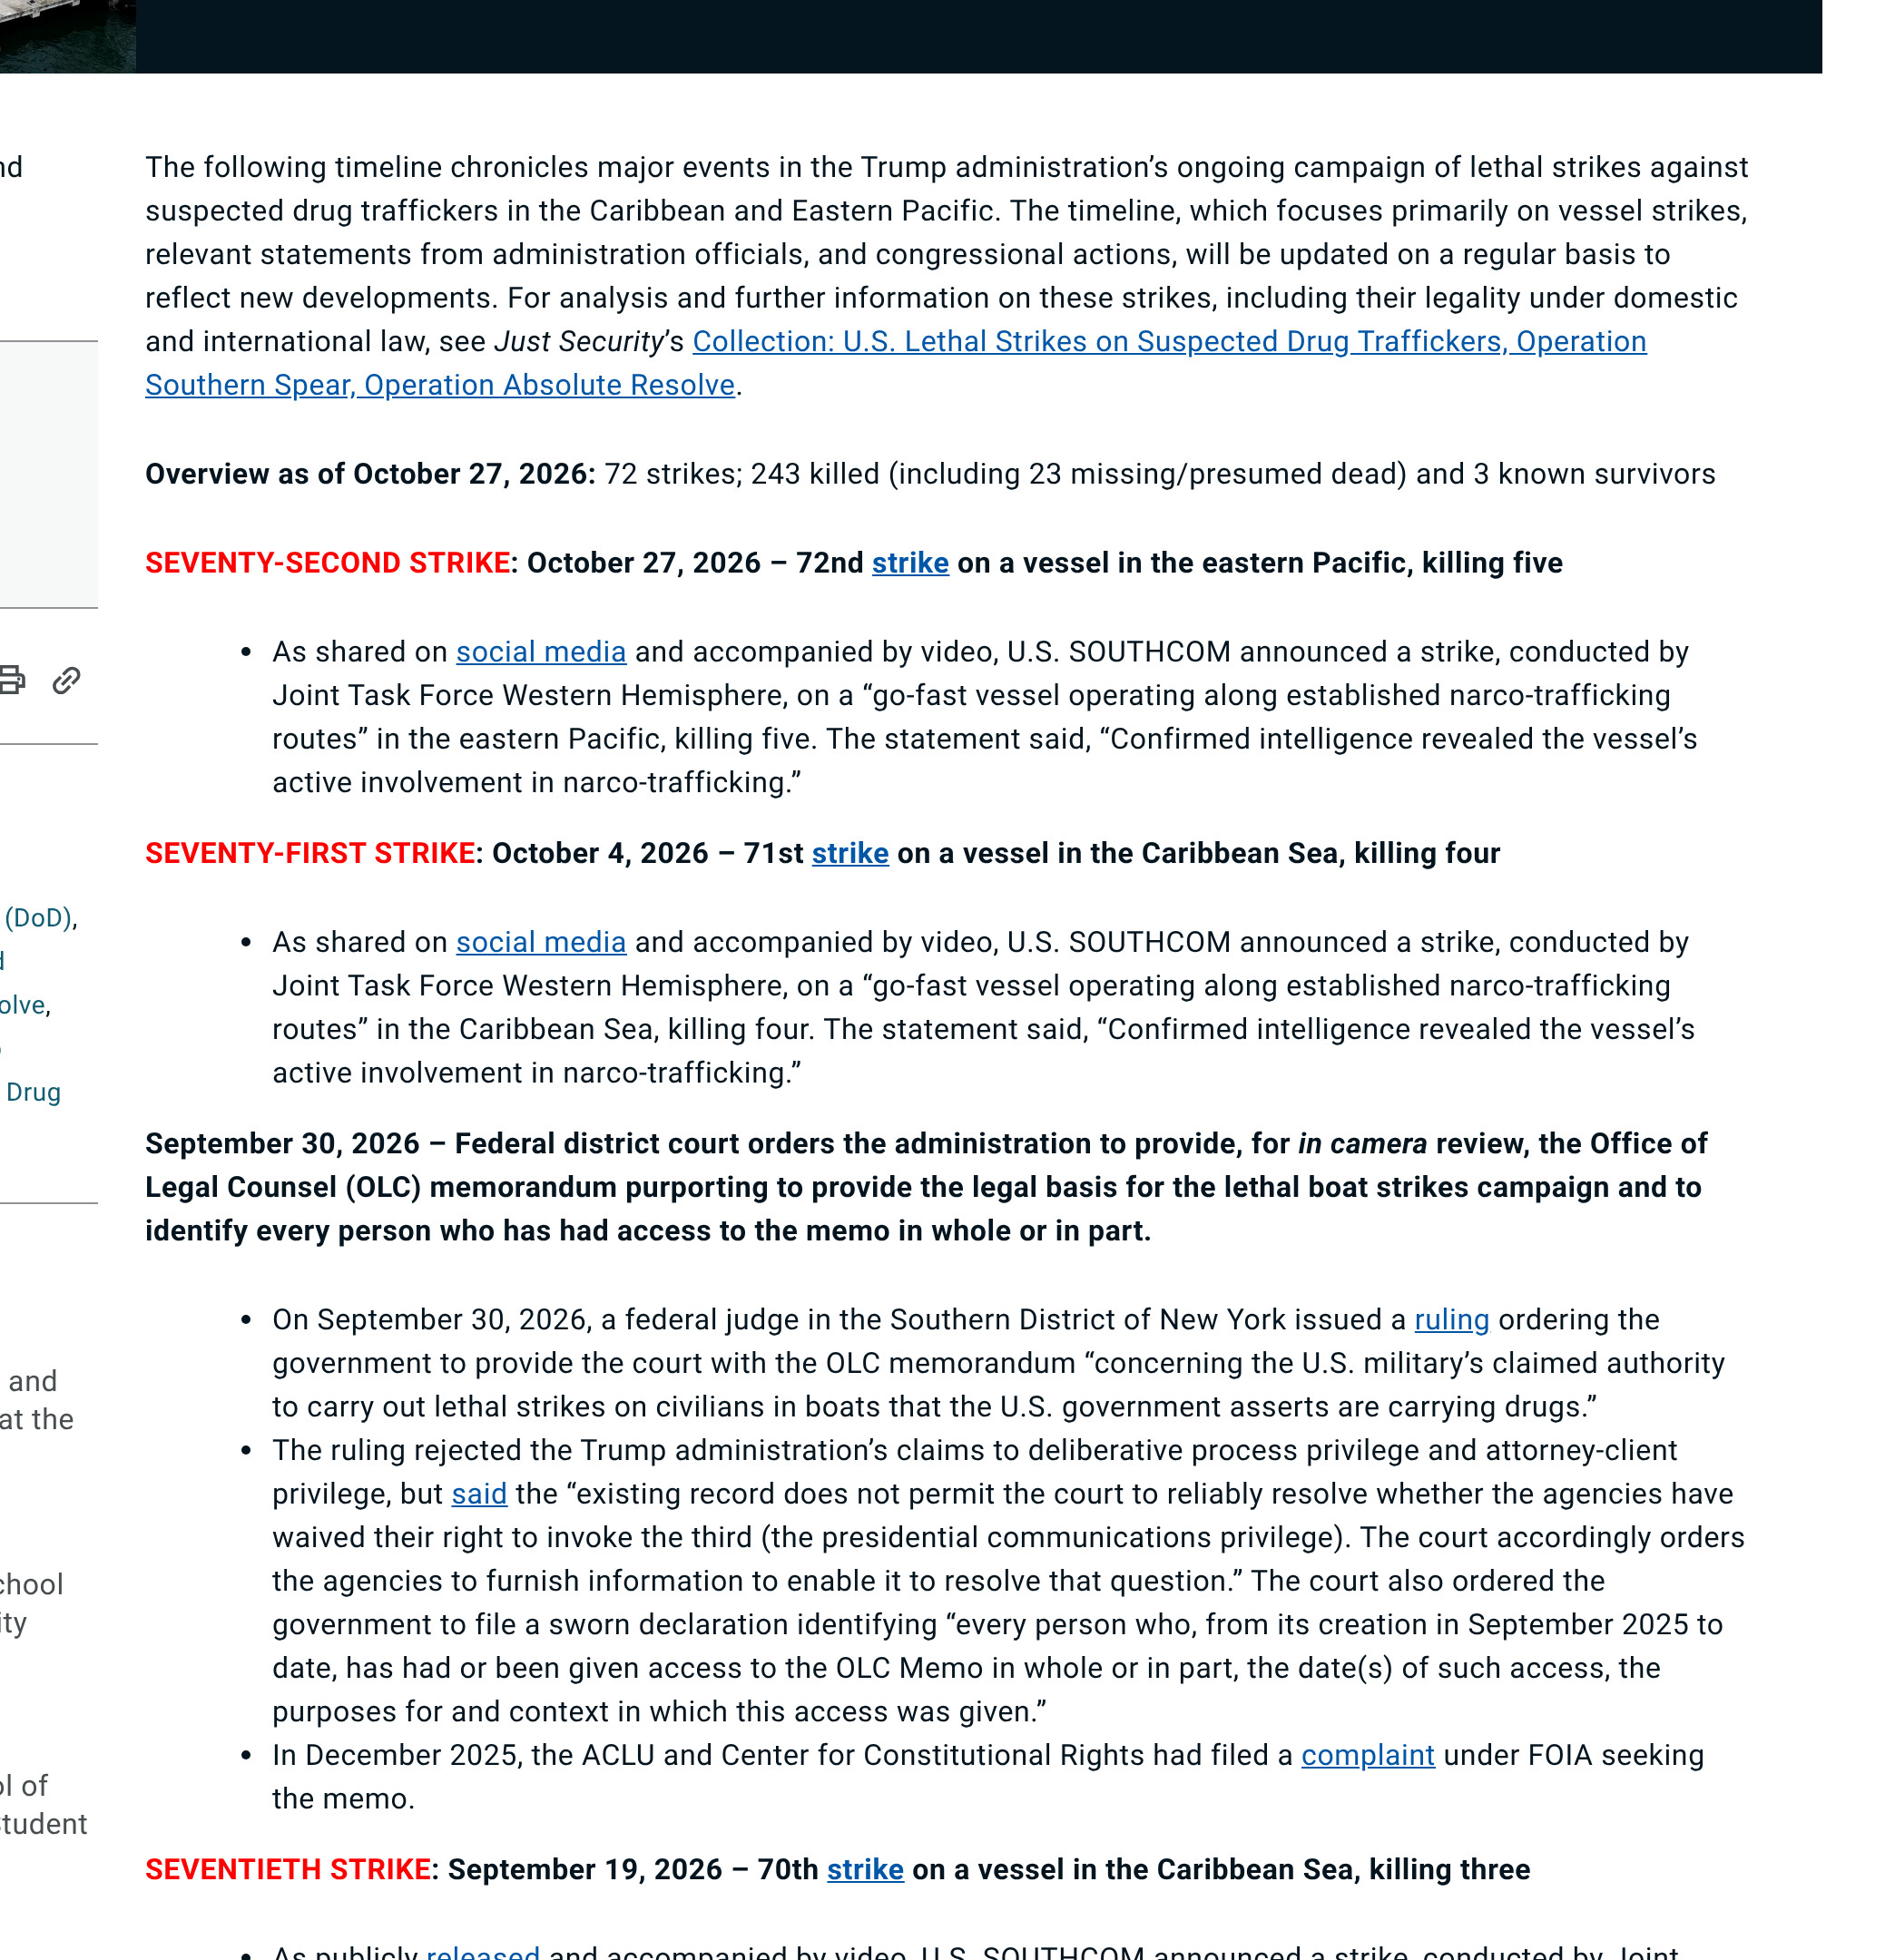 nd
The following timeline chronicles major events in the Trump administration’s ongoing campaign of lethal strikes against
suspected drug traffickers in the Caribbean and Eastern Pacific. The timeline, which focuses primarily on vessel strikes,
relevant statements from administration officials, and congressional actions, will be updated on a regular basis to
reflect new developments. For analysis and further information on these strikes, including their legality under domestic
and international law, see Just Security’s Collection: U.S. Lethal Strikes on Suspected Drug Traffickers, Operation
Southern Spear, Operation Absolute Resolve.
Overview as of October 27, 2026: 72 strikes; 243 killed (including 23 missing/presumed dead) and 3 known survivors
SEVENTY-SECOND STRIKE: October 27, 2026 – 72nd strike on a vessel in the eastern Pacific, killing five
• As shared on social media and accompanied by video, U.S. SOUTHCOM announced a strike, conducted by
Joint Task Force Western Hemisphere, on a “go-fast vessel operating along established narco-trafficking
routes” in the eastern Pacific, killing five. The statement said, “Confirmed intelligence revealed the vessel’s
active involvement in narco-trafficking.”
SEVENTY-FIRST STRIKE: October 4, 2026 – 71st strike on a vessel in the Caribbean Sea, killing four
• As shared on social media and accompanied by video, U.S. SOUTHCOM announced a strike, conducted by
Joint Task Force Western Hemisphere, on a “go-fast vessel operating along established narco-trafficking
routes” in the Caribbean Sea, killing four. The statement said, “Confirmed intelligence revealed the vessel’s
active involvement in narco-trafficking.”
September 30, 2026 – Federal district court orders the administration to provide, for in camera review, the Office of
Legal Counsel (OLC) memorandum purporting to provide the legal basis for the lethal boat strikes campaign and to
identify every person who has had access to the memo in whole or in part.
• On September 30, 2026, a federal judge in the Southern District of New York issued a ruling ordering the
government to provide the court with the OLC memorandum “concerning the U.S. military’s claimed authority
to carry out lethal strikes on civilians in boats that the U.S. government asserts are carrying drugs.”
• The ruling rejected the Trump administration’s claims to deliberative process privilege and attorney-client
privilege, but said the “existing record does not permit the court to reliably resolve whether the agencies have
waived their right to invoke the third (the presidential communications privilege). The court accordingly orders
the agencies to furnish information to enable it to resolve that question.” The court also ordered the
government to file a sworn declaration identifying “every person who, from its creation in September 2025 to
date, has had or been given access to the OLC Memo in whole or in part, the date(s) of such access, the
purposes for and context in which this access was given.”
• In December 2025, the ACLU and Center for Constitutional Rights had filed a complaint under FOIA seeking
the memo.
SEVENTIETH STRIKE: September 19, 2026 – 70th strike on a vessel in the Caribbean Sea, killing three
• As publicly released and accompanied by video, U.S. SOUTHCOM announced a strike, conducted by Joint
(DoD),
olve,
Drug
and
at the
chool
ity
ol of
Student